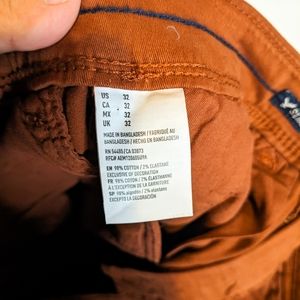 US 32
CA 32
MX 32
UK 32
MADE IN BANGLADESH / FABRIQUÉ AU
BANGLADESH / HECHO EN BANGLADESH
RN 54485/CA 03873
EN: 98% COTTON / 2% ELASTANE
EXCLUSIVE OF DECORATION
FR: 98% COTON / 2% ÉLASTHANNE
À L'EXCEPTION DE LA GARNITURE
SP: 98% algodón / 2% elastano
EXCEPTO LA DECORACIÓN